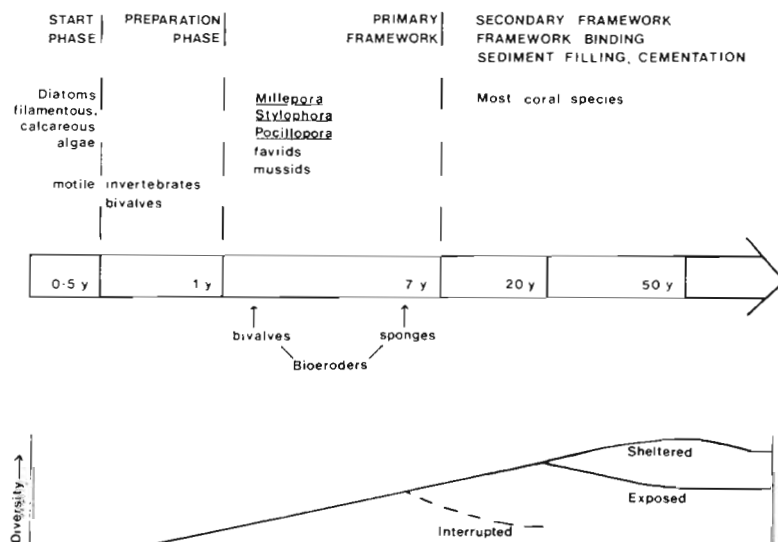 START PHASE
PREPARATION PHASE
PRIMARY FRAMEWORK
SECONDARY FRAMEWORK
FRAMEWORK BINDING
SEDIMENT FILLING, CEMENTATION
Diatoms
filamentous.
calcareous
algae
Millepora
Stylophora
Pocillopora
faviids
mussids
Most coral species
motile invertebrates
bivalves
0·5 y
1 y
7 y
20 y
50 y
bivalves
sponges
Bioeroders
Diversity
Sheltered
Exposed
Interrupted